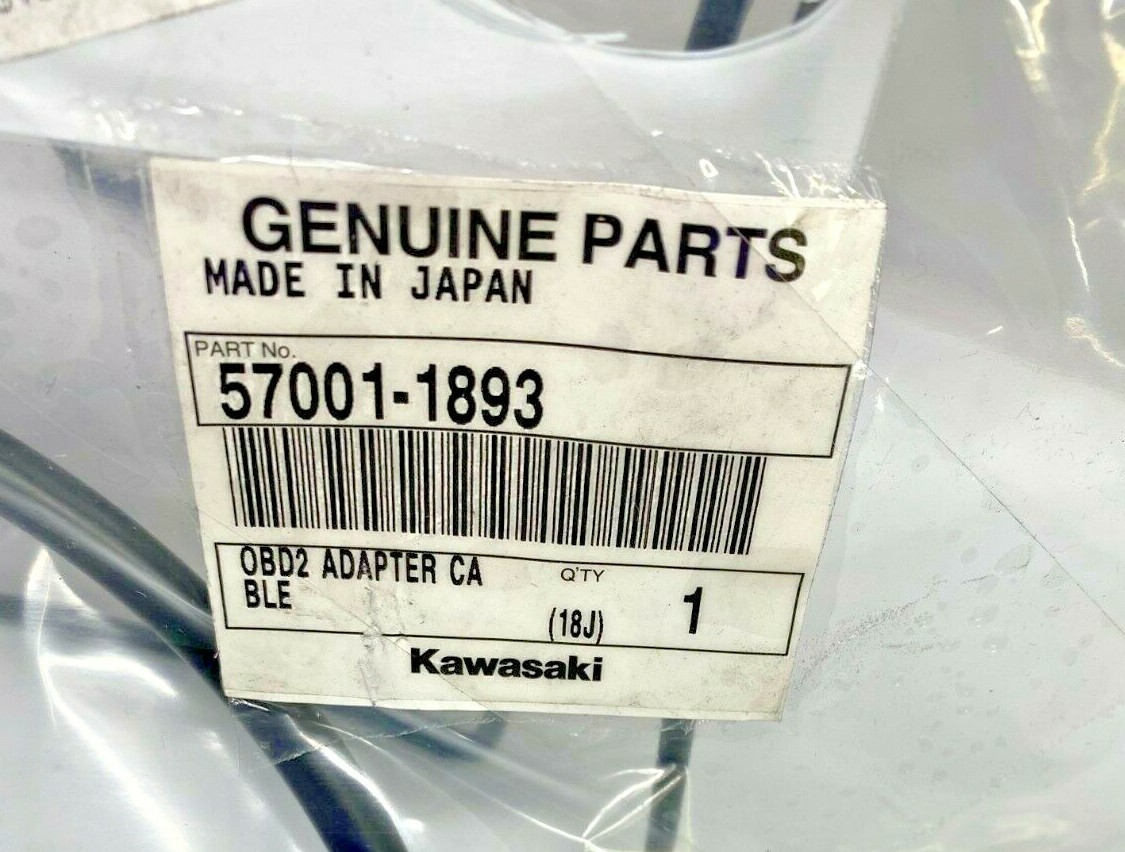 GENUINE PARTS
MADE IN JAPAN
PART No.
57001-1893
OBD2 ADAPTER CA
BLE
Q'TY
(18J)
1
Kawasaki